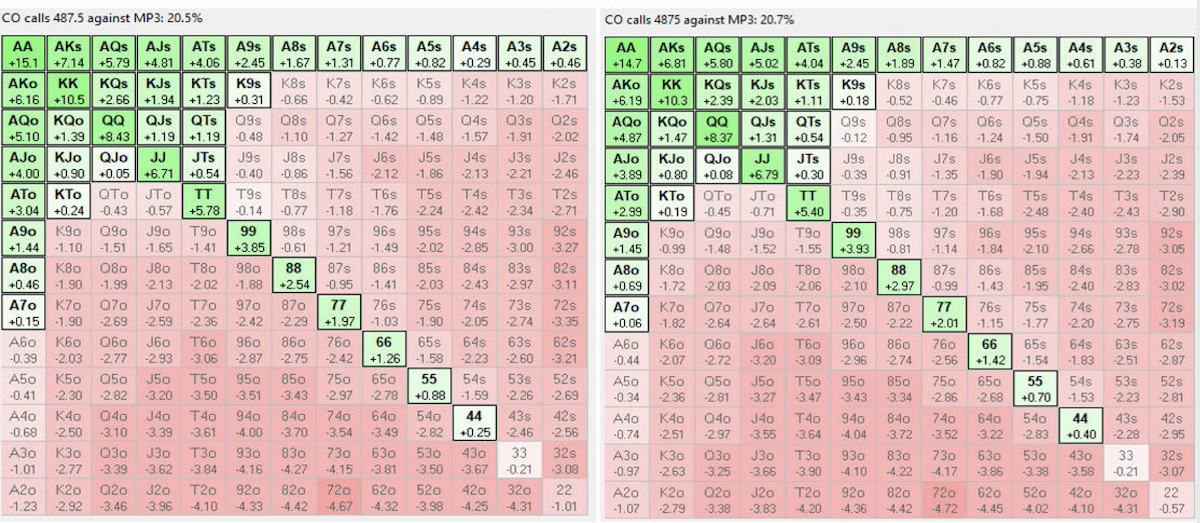 CO calls 487.5 against MP3: 20.5%
AA AKs AQs AJs ATs A9s A8s A7s A6s A5s A4s A3s A2s
+15.1 +7.14 +5.79 +4.81 +4.06 +2.45 +1.67 +1.31 +0.77 +0.82 +0.29 +0.45 +0.46
AKo KK KQs KJs KTs K9s K8s K7s K6s K5s K4s K3s K2s
+6.16 +10.5 +2.66 +1.94 +1.23 +0.31 -0.66 -0.42 -0.62 -0.89 -1.22 -1.20 -1.71
AQo KQo QQ QJs QTs Q9s Q8s Q7s Q6s Q5s Q4s Q3s Q2s
+5.10 +1.39 +8.43 +1.19 +1.19 -0.48 -1.10 -1.27 -1.42 -1.48 -1.57 -1.91 -2.02
AJo KJo QJo JJ JTs J9s J8s J7s J6s J5s J4s J3s J2s
+4.00 +0.90 +0.05 +6.71 +0.54 -0.40 -0.86 -1.56 -2.12 -1.86 -2.13 -2.21 -2.46
ATo KTo QTo JTo TT T9s T8s T7s T6s T5s T4s T3s T2s
+3.04 +0.24 -0.43 -0.57 +5.78 -0.14 -0.77 -1.18 -1.76 -2.24 -2.42 -2.34 -2.71
A9o K9o Q9o J9o T9o 99 98s 97s 96s 95s 94s 93s 92s
+1.44 -1.10 -1.51 -1.65 -1.41 +3.85 -0.61 -1.21 -1.49 -2.02 -2.85 -3.00 -3.27
A8o K8o Q8o J8o T8o 98o 88 87s 86s 85s 84s 83s 82s
+0.46 -1.90 -1.99 -2.13 -2.02 -1.88 +2.54 -0.95 -1.41 -2.03 -2.43 -2.97 -3.11
A7o K7o Q7o J7o T7o 97o 87o 77 76s 75s 74s 73s 72s
+0.15 -1.90 -2.69 -2.59 -2.36 -2.42 -2.29 +1.97 -1.03 -1.90 -2.05 -2.74 -3.35
A6o K6o Q6o J6o T6o 96o 86o 76o 66 65s 64s 63s 62s
-0.39 -2.03 -2.77 -2.93 -3.06 -2.87 -2.75 -2.42 +1.26 -1.58 -2.23 -2.60 -3.21
A5o K5o Q5o J5o T5o 95o 85o 75o 65o 55 54s 53s 52s
-0.41 -2.30 -2.82 -3.20 -3.50 -3.51 -3.43 -2.97 -2.78 +0.88 -1.59 -2.26 -2.69
A4o K4o Q4o J4o T4o 94o 84o 74o 64o 54o 44 43s 42s
-0.68 -2.50 -3.10 -3.39 -3.61 -4.00 -3.70 -3.54 -3.49 -2.82 +0.25 -2.46 -2.56
A3o K3o Q3o J3o T3o 93o 83o 73o 63o 53o 43o 33 32s
-1.01 -2.77 -3.39 -3.62 -3.84 -4.16 -4.27 -4.15 -3.81 -3.50 -3.67 -0.21 -3.08
A2o K2o Q2o J2o T2o 92o 82o 72o 62o 52o 42o 32o 22
-1.23 -2.92 -3.46 -3.96 -4.10 -4.33 -4.42 -4.67 -4.32 -3.98 -4.25 -4.31 -1.01
CO calls 4875 against MP3: 20.7%
AA AKs AQs AJs ATs A9s A8s A7s A6s A5s A4s A3s A2s
+14.7 +6.81 +5.80 +5.02 +4.04 +2.45 +1.89 +1.47 +0.82 +0.88 +0.61 +0.38 +0.13
AKo KK KQs KJs KTs K9s K8s K7s K6s K5s K4s K3s K2s
+6.19 +10.3 +2.39 +2.03 +1.11 +0.18 -0.52 -0.46 -0.77 -0.75 -1.18 -1.23 -1.53
AQo KQo QQ QJs QTs Q9s Q8s Q7s Q6s Q5s Q4s Q3s Q2s
+4.87 +1.47 +8.37 +1.31 +0.54 -0.12 -0.95 -1.16 -1.24 -1.50 -1.91 -1.74 -2.05
AJo KJo QJo JJ JTs J9s J8s J7s J6s J5s J4s J3s J2s
+3.89 +0.80 +0.08 +6.79 +0.30 -0.39 -0.91 -1.35 -1.90 -1.94 -2.13 -2.23 -2.39
ATo KTo QTo JTo TT T9s T8s T7s T6s T5s T4s T3s T2s
+2.99 +0.19 -0.45 -0.71 +5.40 -0.35 -0.75 -1.20 -1.68 -2.48 -2.40 -2.43 -2.90
A9o K9o Q9o J9o T9o 99 98s 97s 96s 95s 94s 93s 92s
+1.45 -0.99 -1.48 -1.52 -1.55 +3.93 -0.81 -1.14 -1.84 -2.10 -2.66 -2.78 -3.05
A8o K8o Q8o J8o T8o 98o 88 87s 86s 85s 84s 83s 82s
+0.69 -1.72 -2.03 -2.09 -2.06 -2.10 +2.97 -0.99 -1.43 -1.95 -2.40 -2.83 -3.02
A7o K7o Q7o J7o T7o 97o 87o 77 76s 75s 74s 73s 72s
+0.06 -1.82 -2.64 -2.64 -2.61 -2.50 -2.22 +2.01 -1.15 -1.77 -2.20 -2.75 -3.19
A6o K6o Q6o J6o T6o 96o 86o 76o 66 65s 64s 63s 62s
-0.44 -2.07 -2.72 -3.20 -3.09 -2.96 -2.74 -2.56 +1.42 -1.54 -1.83 -2.51 -2.87
A5o K5o Q5o J5o T5o 95o 85o 75o 65o 55 54s 53s 52s
-0.34 -2.36 -2.81 -3.27 -3.47 -3.43 -3.34 -2.86 -2.68 +0.70 -1.53 -2.23 -2.81
A4o K4o Q4o J4o T4o 94o 84o 74o 64o 54o 44 43s 42s
-0.74 -2.51 -2.97 -3.55 -3.64 -4.04 -3.72 -3.52 -3.22 -2.83 +0.40 -2.28 -2.95
A3o K3o Q3o J3o T3o 93o 83o 73o 63o 53o 43o 33 32s
-0.97 -2.63 -3.25 -3.66 -3.90 -4.10 -4.22 -4.17 -3.86 -3.38 -3.58 -0.21 -3.07
A2o K2o Q2o J2o T2o 92o 82o 72o 62o 52o 42o 32o 22
-1.07 -2.79 -3.38 -3.83 -4.20 -4.36 -4.42 -4.72 -4.45 -4.02 -4.10 -4.31 -0.57